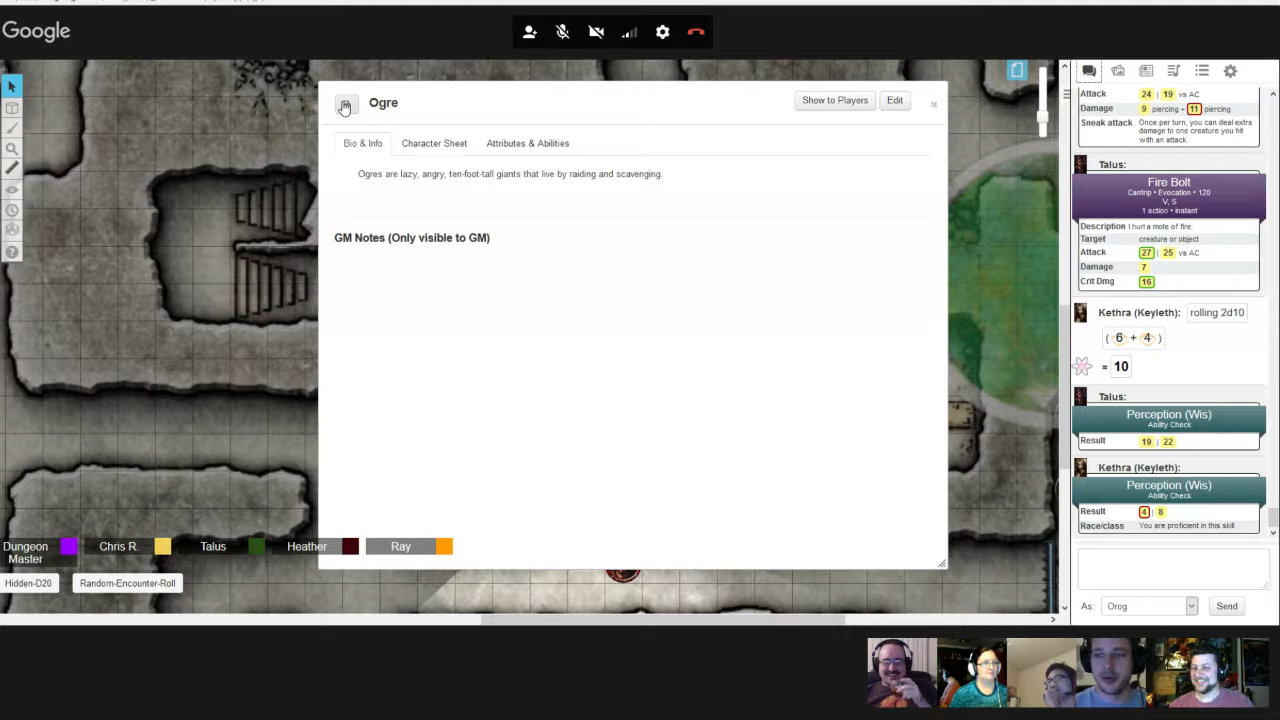 Google
Ogre
Show to Players
Edit
×
Bio & Info
Character Sheet
Attributes & Abilities
Ogres are lazy, angry, ten-foot-tall giants that live by raiding and scavenging.
GM Notes (Only visible to GM)
Attack 24 | 19 vs AC
Damage 9 piercing + 11 piercing
Sneak attack Once per turn, you can deal extra
damage to one creature you hit
with an attack.
Talus:
Fire Bolt
Cantrip • Evocation • 120
V, S
1 action • instant
Description I hurl a mote of fire.
Target creature or object
Attack 27 | 25 vs AC
Damage 7
Crit Dmg 16
Kethra (Keyleth): rolling 2d10
( 6 + 4 )
= 10
Talus:
Perception (Wis)
Ability Check
Result 19 | 22
Kethra (Keyleth):
Perception (Wis)
Ability Check
Result 4 | 8
Race/class You are proficient in this skill
As: Orog Send
Dungeon
Master
Chris R.
Talus
Heather
Ray
Hidden-D20
Random-Encounter-Roll